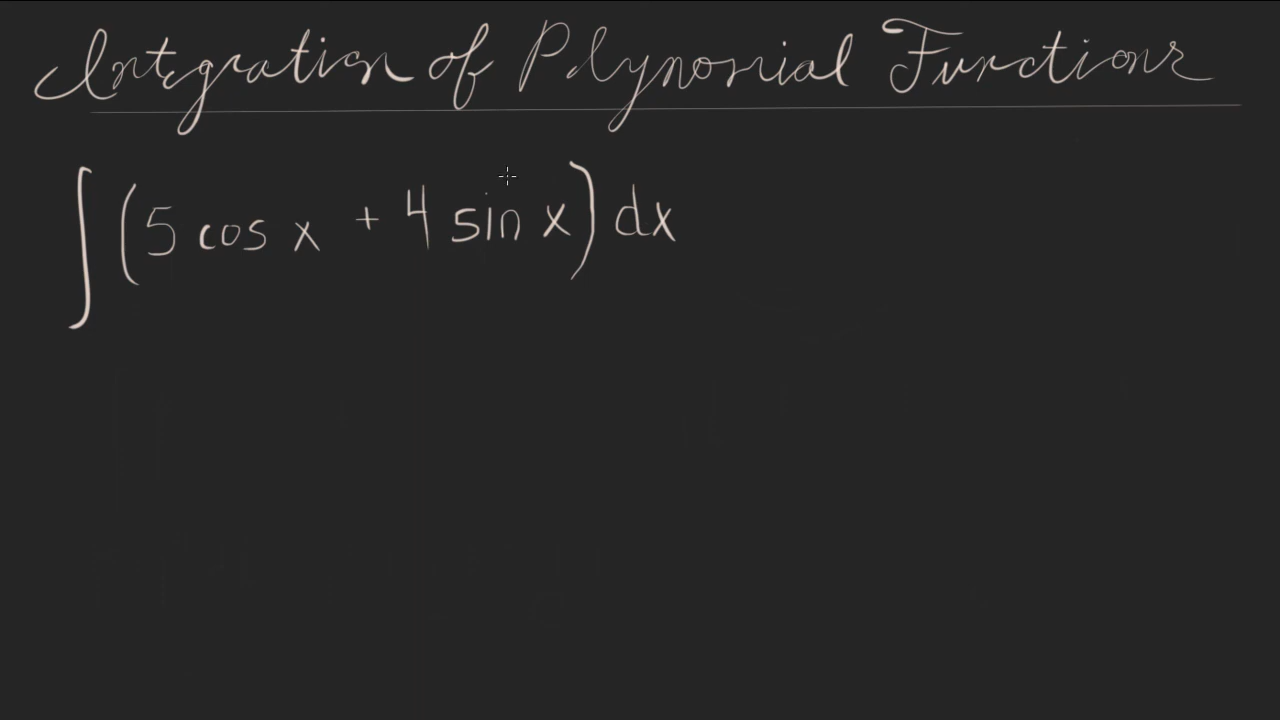 Integration of Polynomial Functions
∫(5 cos x + 4 sin x) dx